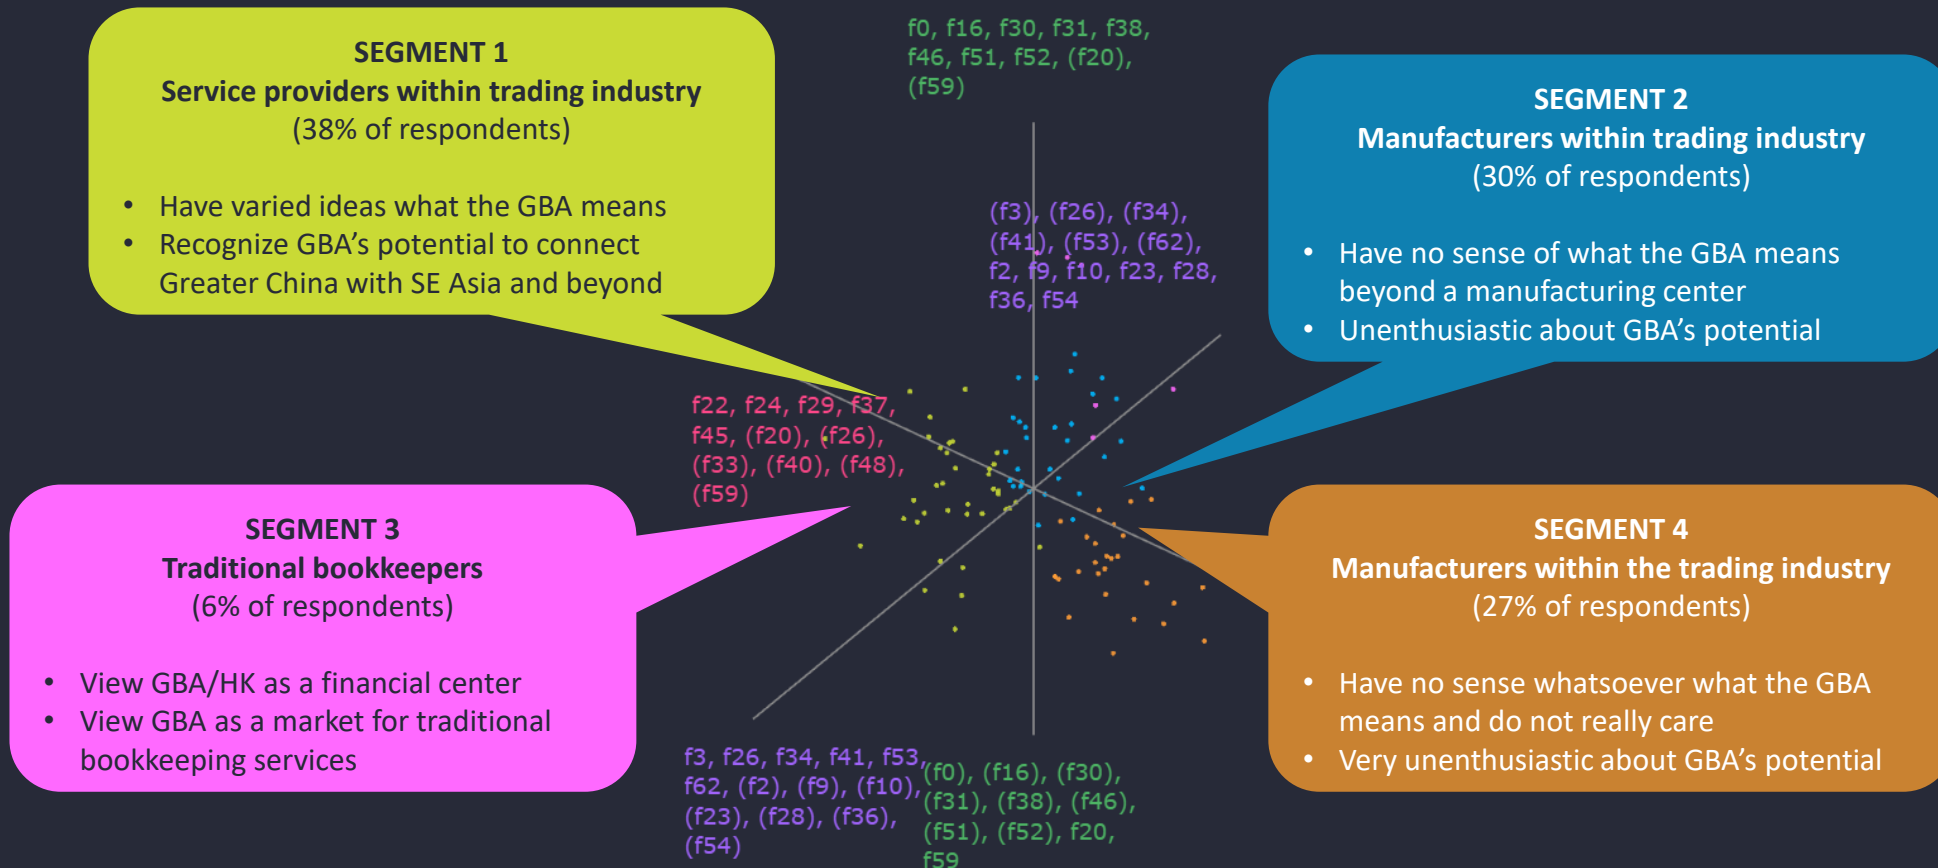 SEGMENT 1
Service providers within trading industry
(38% of respondents)
• Have varied ideas what the GBA means
• Recognize GBA's potential to connect
Greater China with SE Asia and beyond
f0, f16, f30, f31, f38,
f46, f51, f52, (f20),
(f59)
SEGMENT 2
Manufacturers within trading industry
(30% of respondents)
• Have no sense of what the GBA means
beyond a manufacturing center
• Unenthusiastic about GBA's potential
(f3), (f26), (f34),
(f41), (f53), (f62),
f2, f9, f10, f23, f28,
f36, f54
f22, f24, f29, f37,
f45, (f20), (f26),
(f33), (f40), (f48),
(f59)
SEGMENT 3
Traditional bookkeepers
(6% of respondents)
• View GBA/HK as a financial center
• View GBA as a market for traditional
bookkeeping services
SEGMENT 4
Manufacturers within the trading industry
(27% of respondents)
• Have no sense whatsoever what the GBA
means and do not really care
• Very unenthusiastic about GBA's potential
f3, f26, f34, f41, f53,
f62, (f2), (f9), (f10),
(f23), (f28), (f36),
(f54)
(f0), (f16), (f30),
(f31), (f38), (f46),
(f51), (f52), f20,
f59